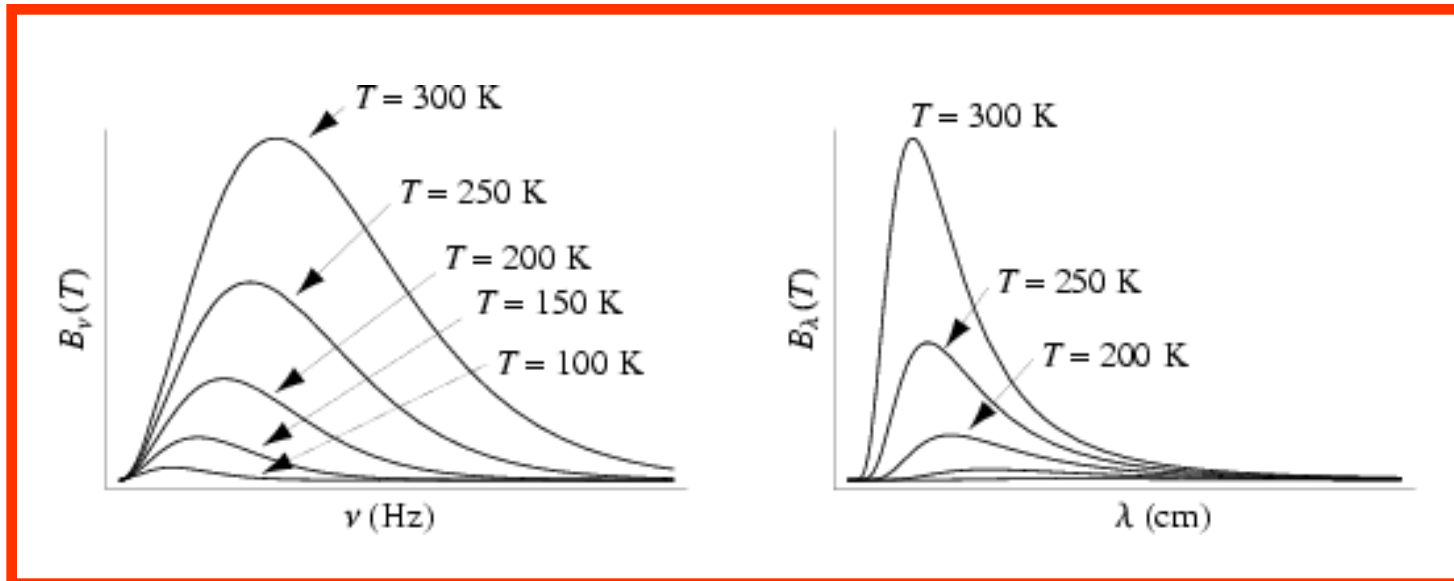 T = 300 K
T = 250 K
T = 200 K
T = 150 K
T = 100 K
Bν(T)
ν (Hz)
T = 300 K
T = 250 K
T = 200 K
Bλ(T)
λ (cm)